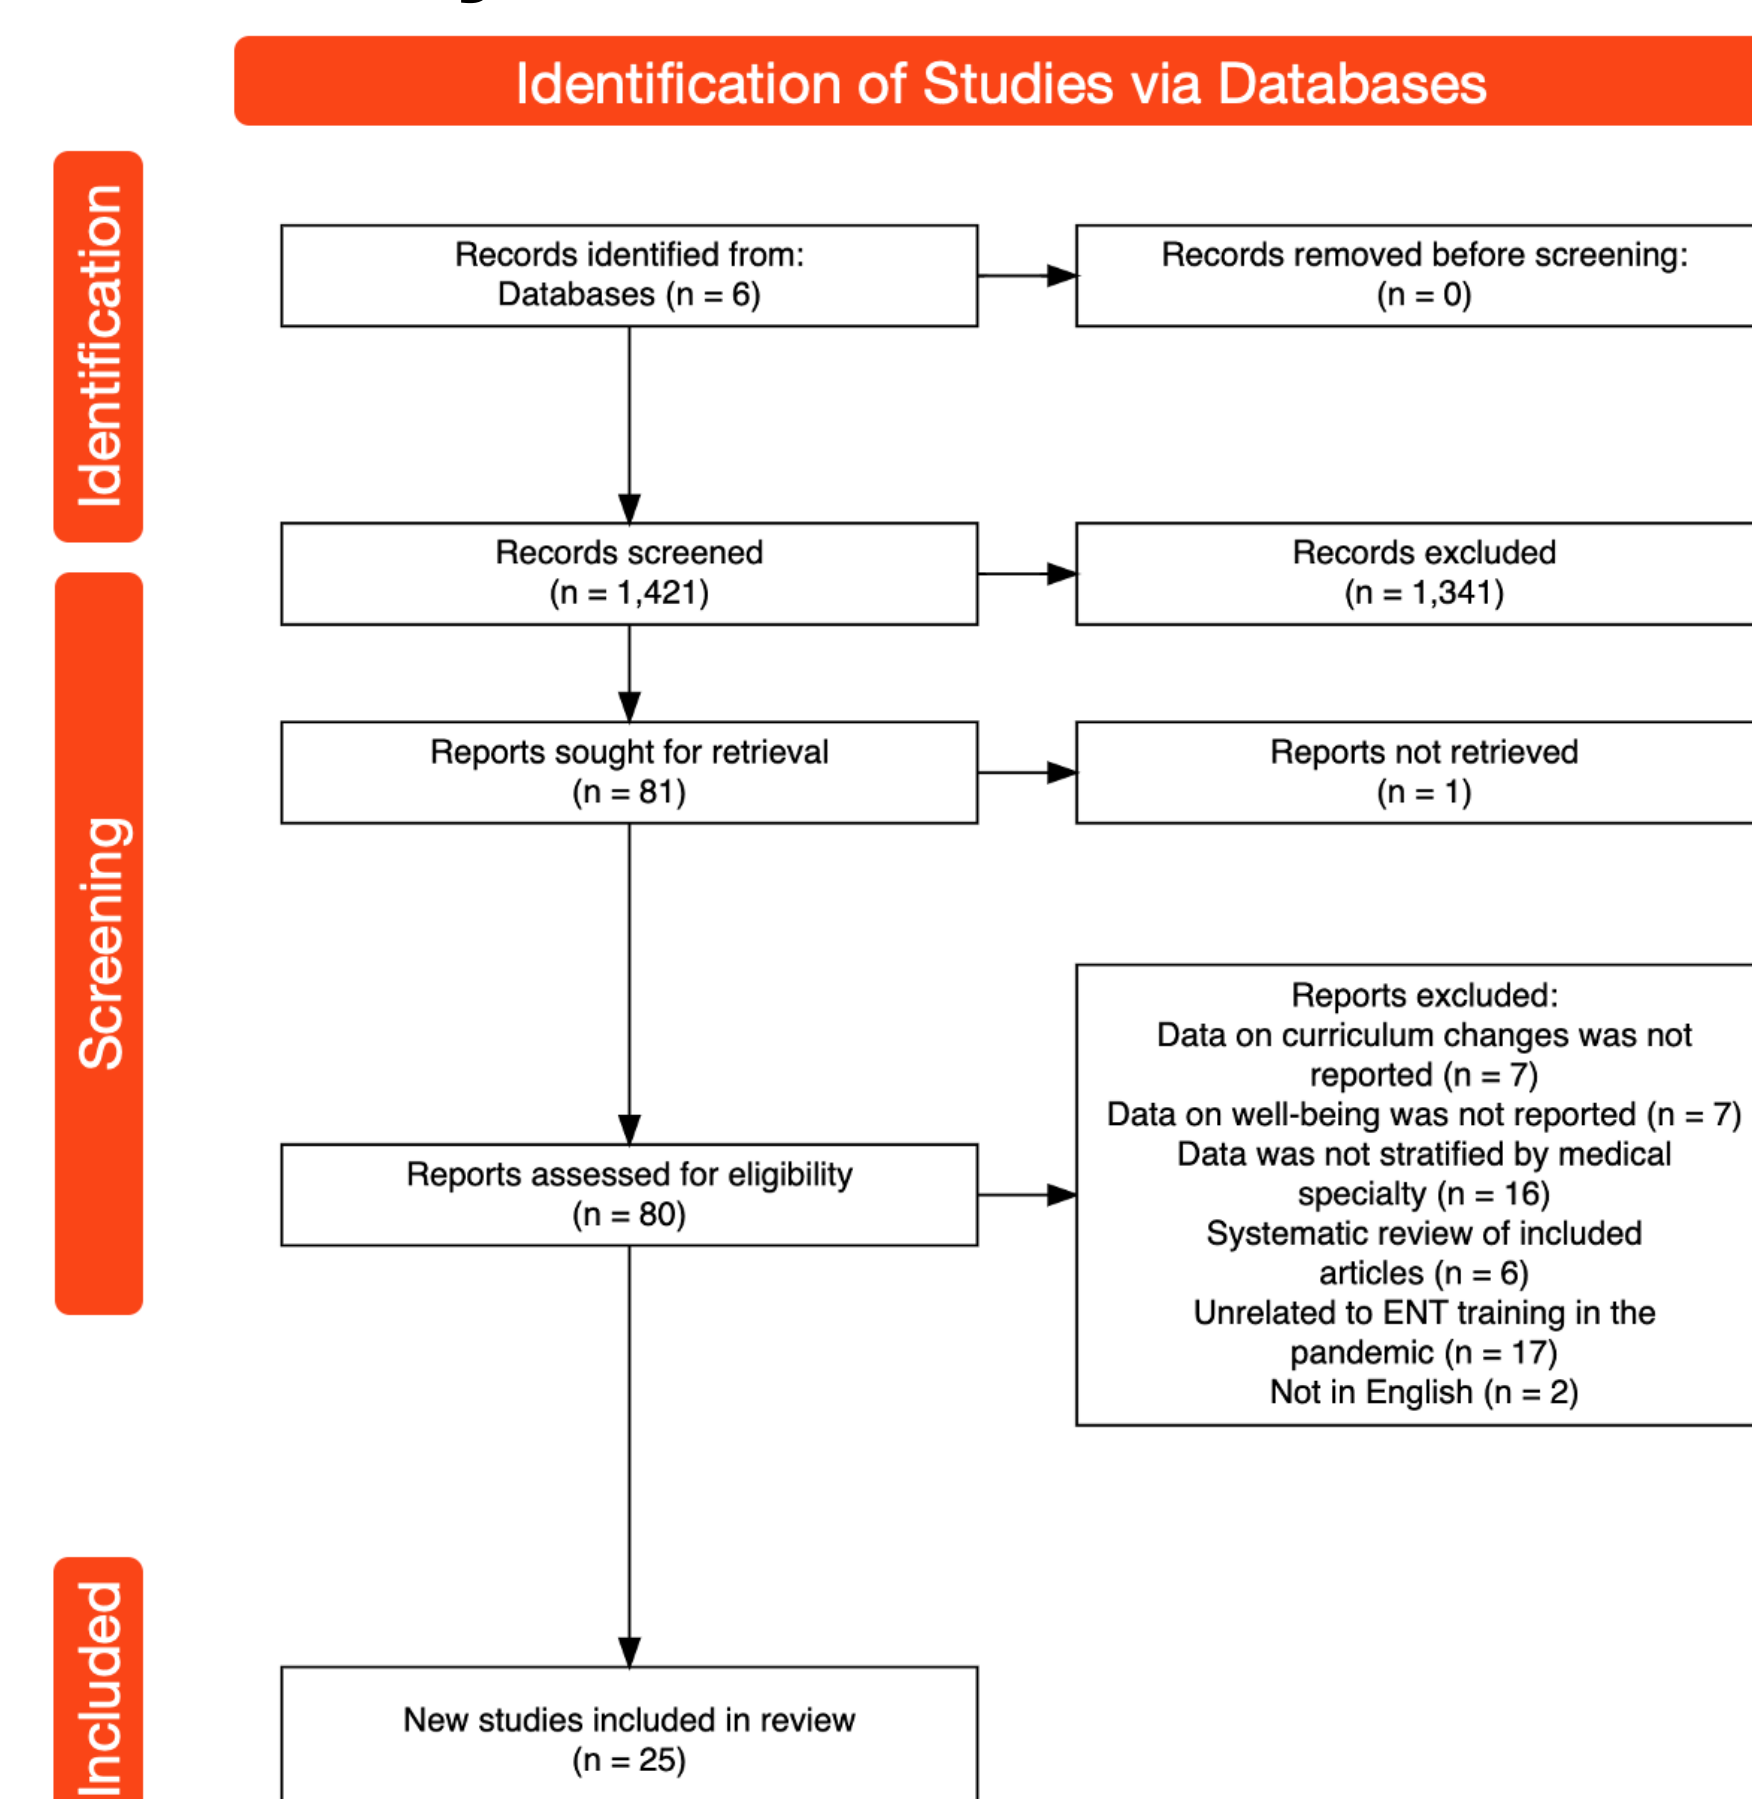 Identification of Studies via Databases
Identification
Records identified from:
Databases (n = 6)
Records removed before screening:
(n = 0)
Records screened
(n = 1,421)
Records excluded
(n = 1,341)
Screening
Reports sought for retrieval
(n = 81)
Reports not retrieved
(n = 1)
Reports assessed for eligibility
(n = 80)
Reports excluded:
Data on curriculum changes was not
reported (n = 7)
Data on well-being was not reported (n = 7)
Data was not stratified by medical
specialty (n = 16)
Systematic review of included
articles (n = 6)
Unrelated to ENT training in the
pandemic (n = 17)
Not in English (n = 2)
Included
New studies included in review
(n = 25)